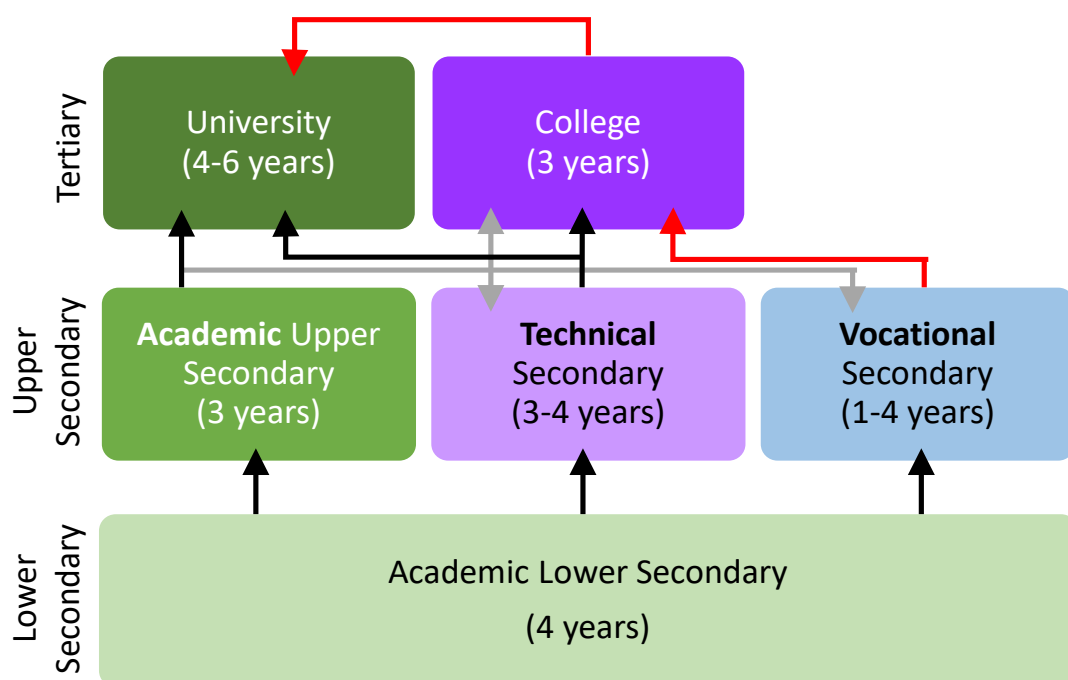 Tertiary
University
(4-6 years)
College
(3 years)
Upper
Secondary
Academic Upper
Secondary
(3 years)
Technical
Secondary
(3-4 years)
Vocational
Secondary
(1-4 years)
Lower
Secondary
Academic Lower Secondary
(4 years)